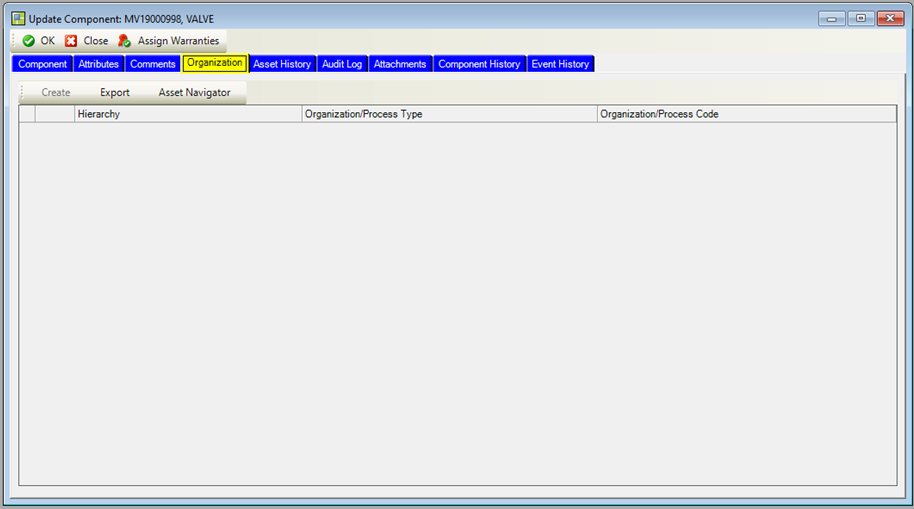 Update Component: MV19000998, VALVE
OK Close Assign Warranties
Component Attributes Comments Organization Asset History Audit Log Attachments Component History Event History
Create Export Asset Navigator
Hierarchy Organization/Process Type Organization/Process Code